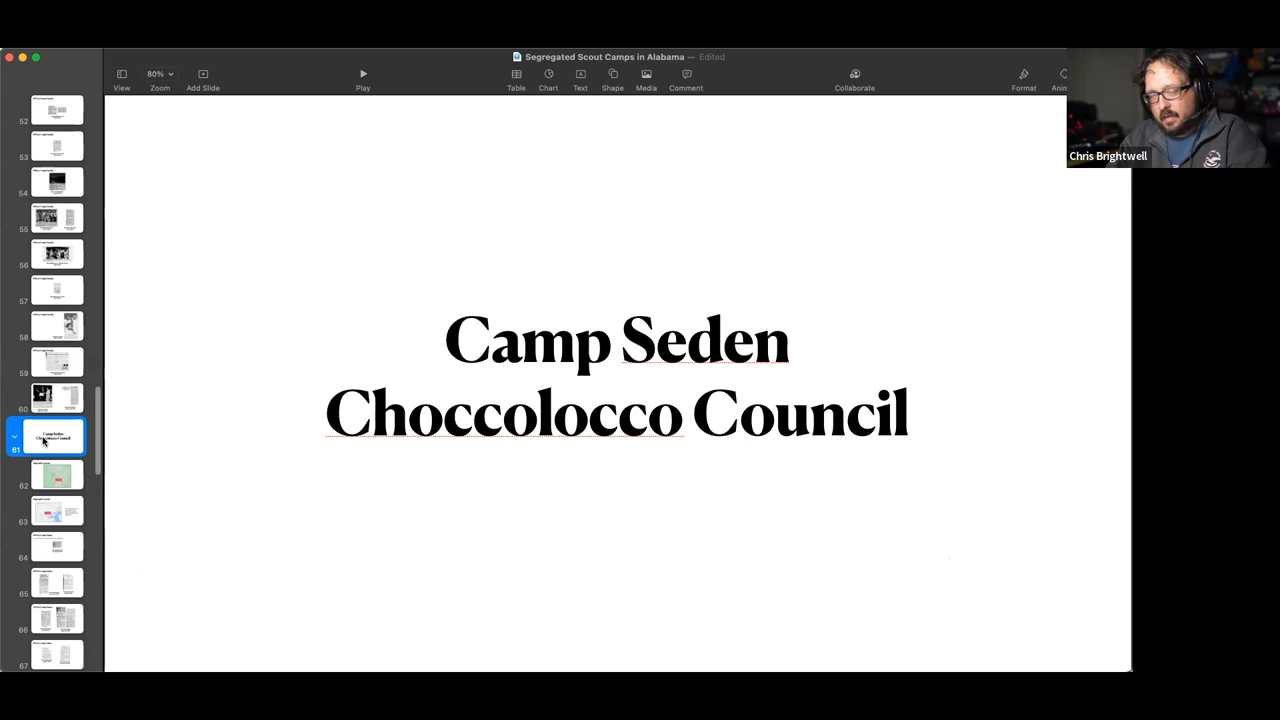 Segregated Scout Camps in Alabama — Edited
80%
View
Zoom
Add Slide
Play
Table
Chart
Text
Shape
Media
Comment
Collaborate
Format
Chris Brightwell
52
53
54
55
56
57
58
59
60
61
62
63
64
65
66
67
Camp Seden
Choccolocco Council